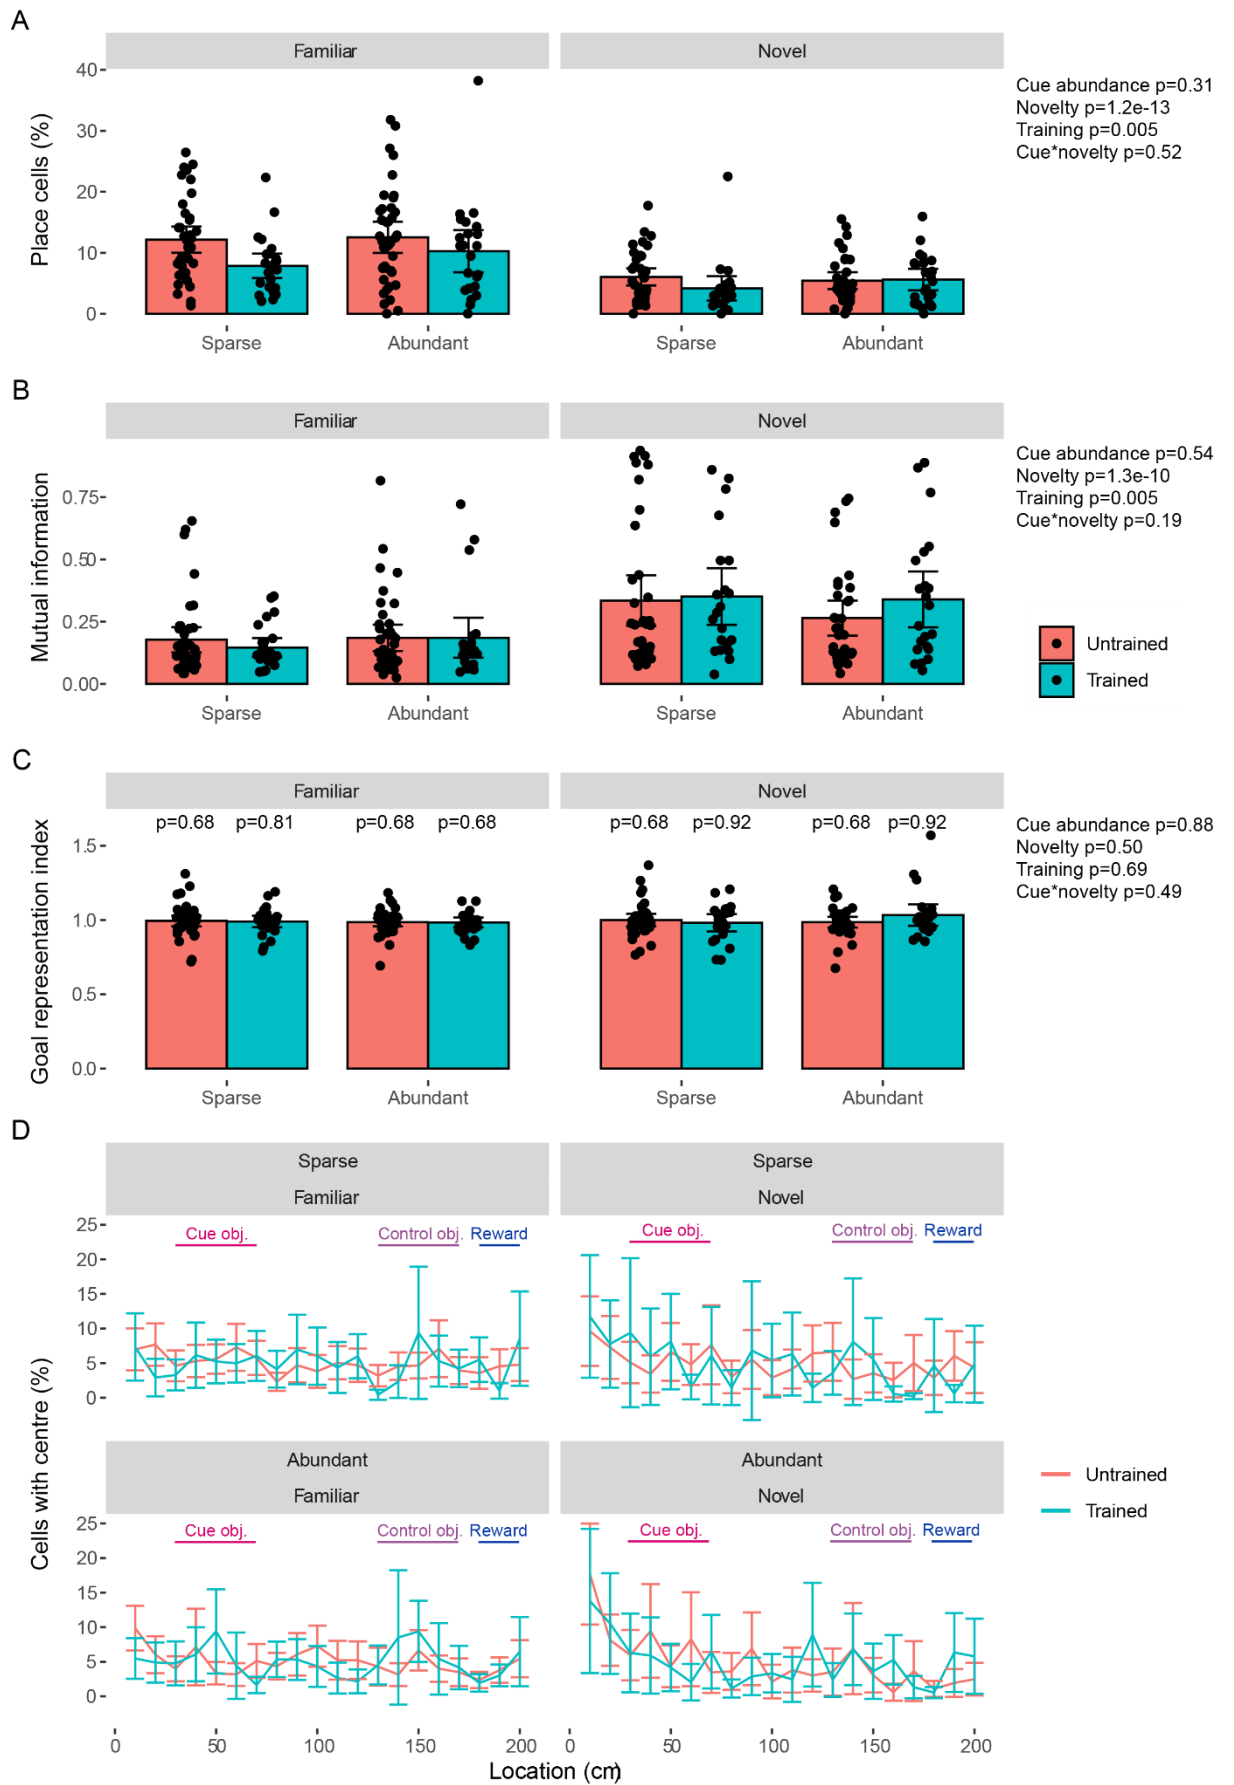 A
Familiar
Novel
Place cells (%)
40
30
20
10
0
Sparse
Abundant
Sparse
Abundant
Cue abundance p=0.31
Novelty p=1.2e-13
Training p=0.005
Cue*novelty p=0.52
B
Familiar
Novel
Mutual information
0.75
0.50
0.25
0.00
Sparse
Abundant
Sparse
Abundant
Cue abundance p=0.54
Novelty p=1.3e-10
Training p=0.005
Cue*novelty p=0.19
Untrained
Trained
C
Familiar
Novel
p=0.68 p=0.81 p=0.68 p=0.68 p=0.68 p=0.92 p=0.68 p=0.92
Goal representation index
1.5
1.0
0.5
0.0
Sparse
Abundant
Sparse
Abundant
Cue abundance p=0.88
Novelty p=0.50
Training p=0.69
Cue*novelty p=0.49
D
Sparse
Familiar
Sparse
Novel
Cue obj. Control obj. Reward
Cue obj. Control obj. Reward
25
20
15
10
5
0
Cells with centre (%)
Abundant
Familiar
Abundant
Novel
Cue obj. Control obj. Reward
Cue obj. Control obj. Reward
25
20
15
10
5
0
0 50 100 150 200
0 50 100 150 200
Location (cm)
Untrained
Trained